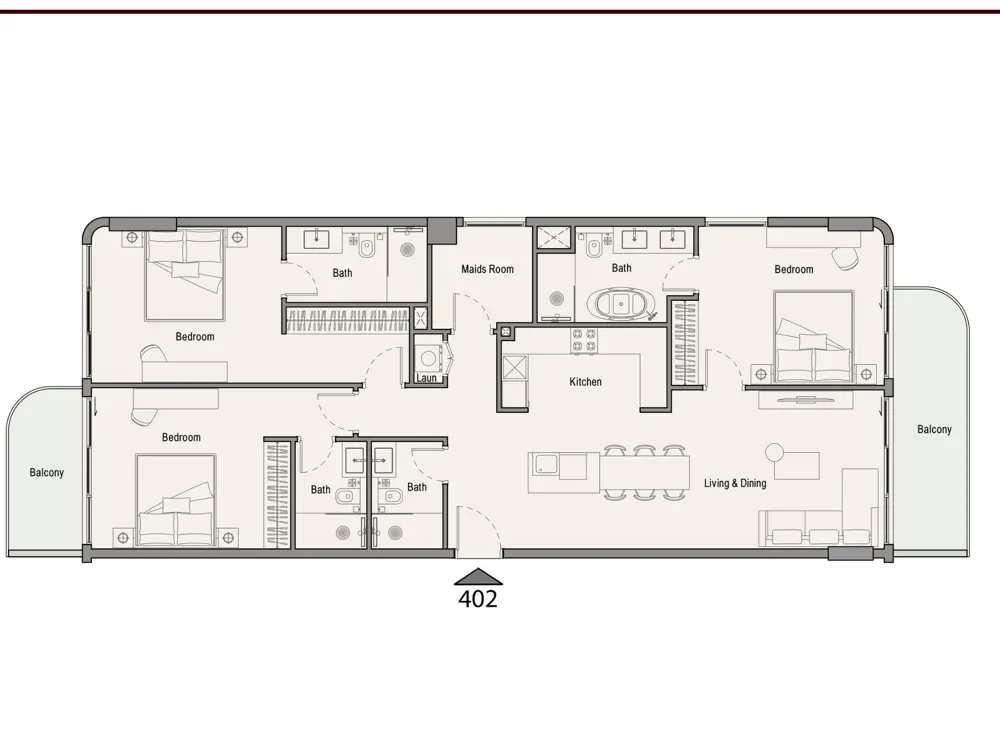 Maids Room
Bath
Bath
Bedroom
Bedroom
Laun
Kitchen
Bedroom
Balcony
Balcony
Living & Dining
Bath
Bath
402